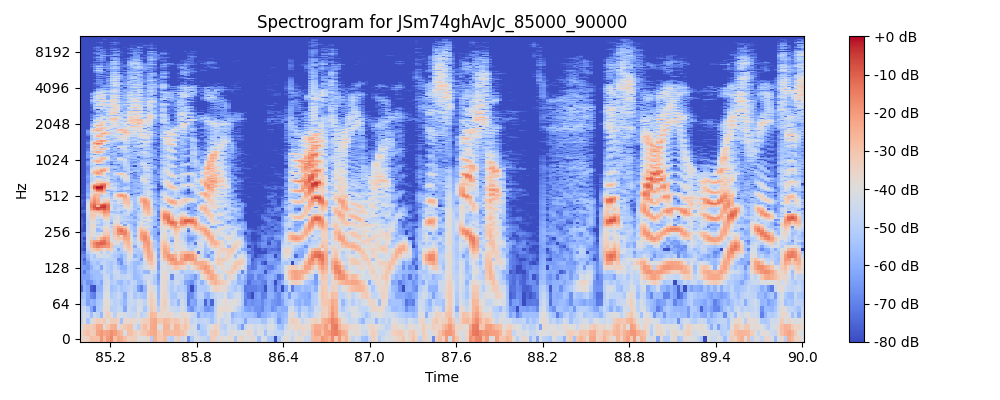 Spectrogram for JSm74ghAvJc_85000_90000
8192
4096
2048
1024
512
256
128
64
0
Hz
85.2 85.8 86.4 87.0 87.6 88.2 88.8 89.4 90.0
Time
+0 dB
-10 dB
-20 dB
-30 dB
-40 dB
-50 dB
-60 dB
-70 dB
-80 dB